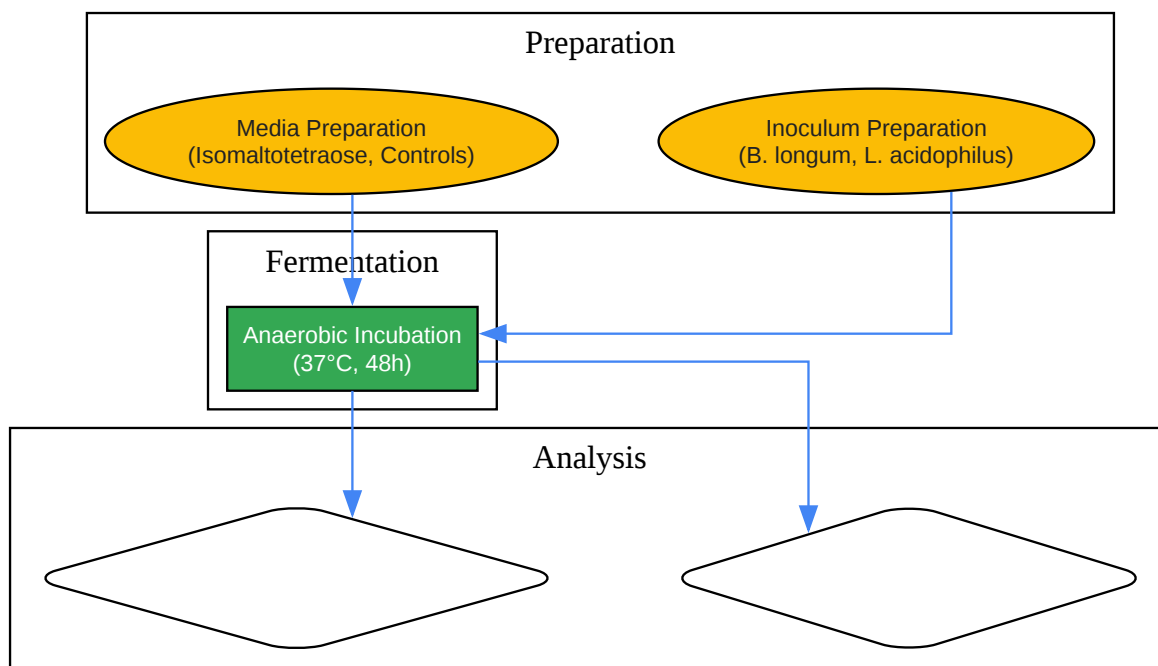 Preparation
Media Preparation
(Isomaltotetraose, Controls)
Inoculum Preparation
(B. longum, L. acidophilus)
Fermentation
Anaerobic Incubation
(37°C, 48h)
Analysis